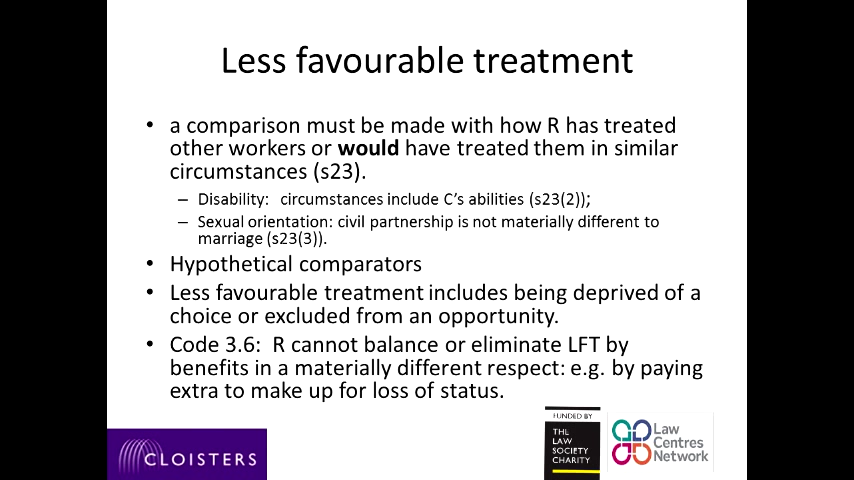 Less favourable treatment
• a comparison must be made with how R has treated
other workers or would have treated them in similar
circumstances (s23).
– Disability: circumstances include C's abilities (s23(2));
– Sexual orientation: civil partnership is not materially different to
marriage (s23(3)).
• Hypothetical comparators
• Less favourable treatment includes being deprived of a
choice or excluded from an opportunity.
• Code 3.6: R cannot balance or eliminate LFT by
benefits in a materially different respect: e.g. by paying
extra to make up for loss of status.
CLOISTERS
FUNDED BY
THE
LAW
SOCIETY
CHARITY
Law
Centres
Network